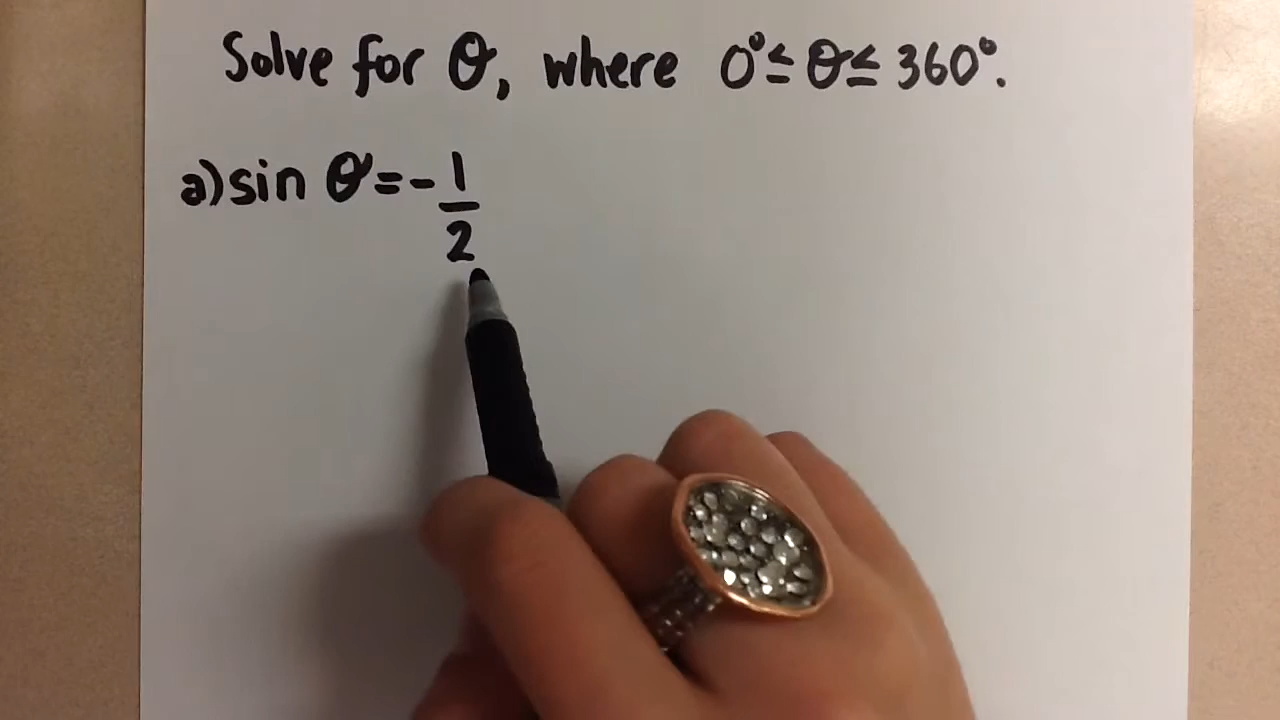 Solve for θ, where 0° ≤ θ ≤ 360°.
a) sin θ = - 1/2